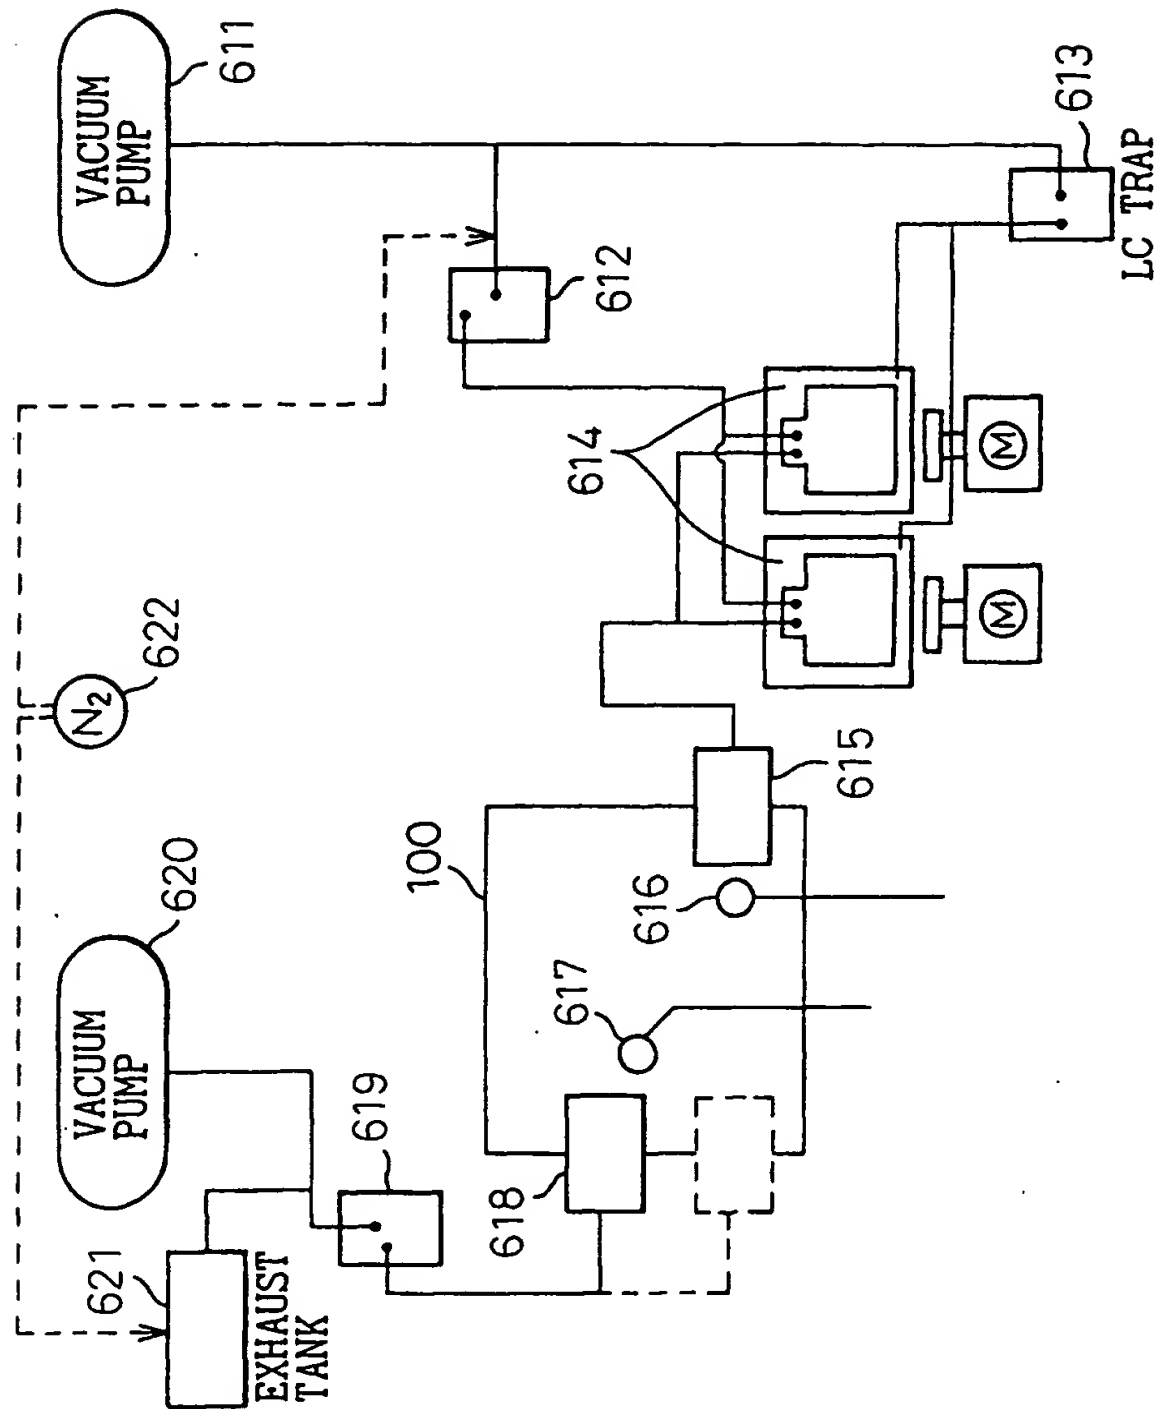 VACUUM
PUMP
620
621
EXHAUST
TANK
619
N2
622
VACUUM
PUMP
611
618
617
100
616
615
614
612
M
M
613
LC TRAP